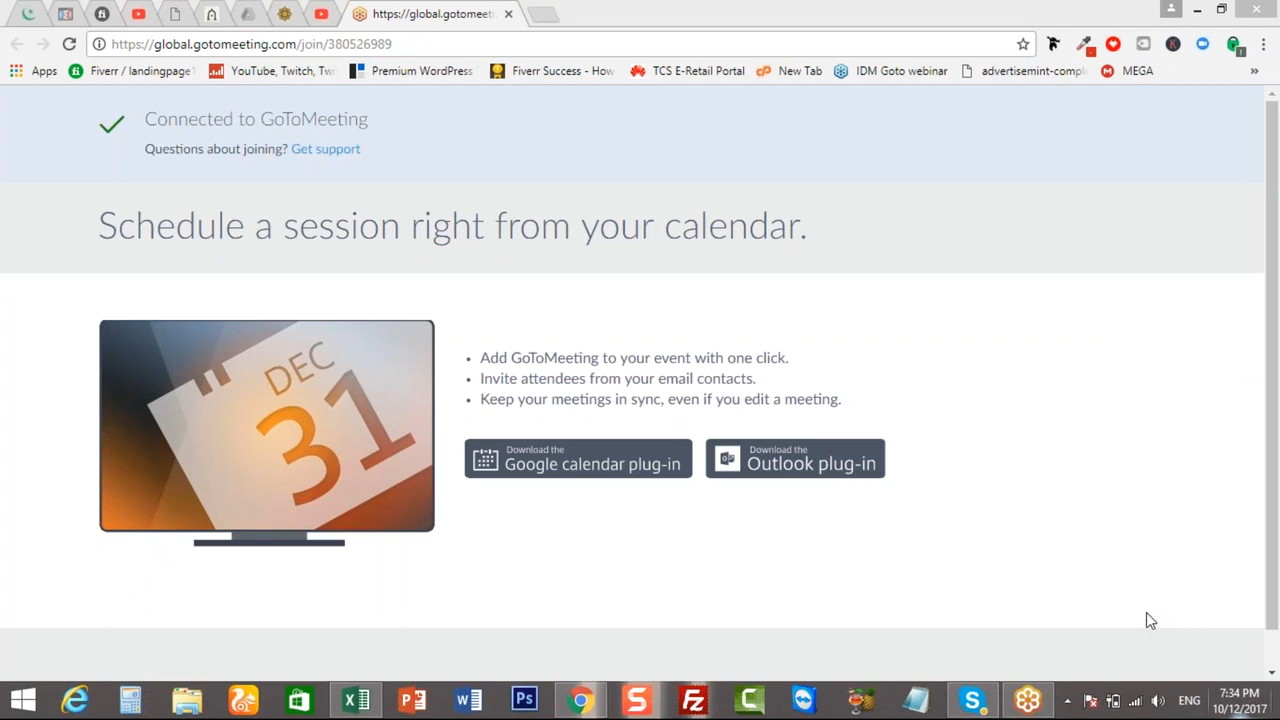 https://global.gotomeeti
https://global.gotomeeting.com/join/380526989
Apps
Fiverr / landingpage
YouTube, Twitch, Twi
Premium WordPress
Fiverr Success - How
TCS E-Retail Portal
New Tab
IDM Goto webinar
advertisemint-comple
MEGA
»
Connected to GoToMeeting
Questions about joining? Get support
Schedule a session right from your calendar.
DEC
31
• Add GoToMeeting to your event with one click.
• Invite attendees from your email contacts.
• Keep your meetings in sync, even if you edit a meeting.
Download the
Google calendar plug-in
Download the
Outlook plug-in
ENG
7:34 PM
10/12/2017